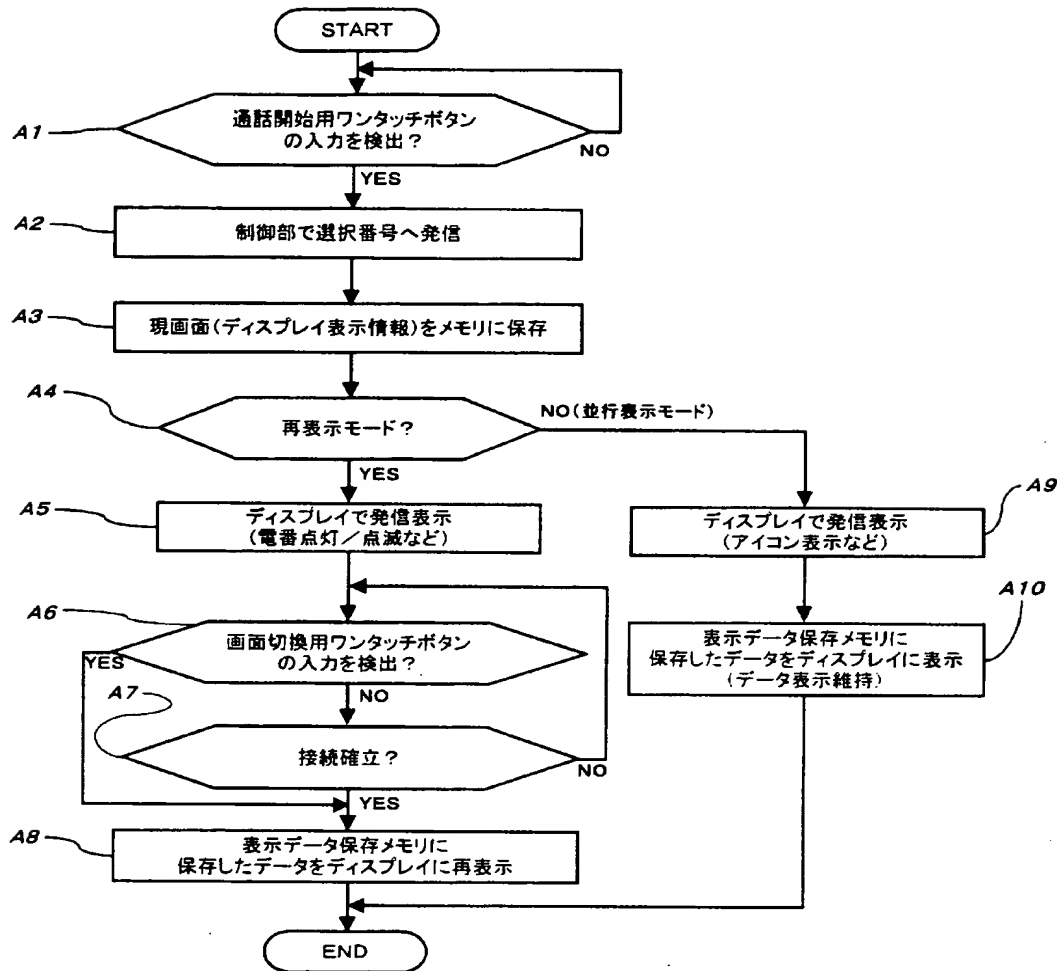 START
A1
通話開始用ワンタッチボタン
の入力を検出？
NO
YES
A2
制御部で選択番号へ発信
A3
現画面(ディスプレイ表示情報)をメモリに保存
A4
再表示モード？
NO(並行表示モード)
YES
A5
ディスプレイで発信表示
(電番点灯／点滅など)
A9
ディスプレイで発信表示
(アイコン表示など)
A6
画面切換用ワンタッチボタン
の入力を検出？
YES
NO
A10
表示データ保存メモリに
保存したデータをディスプレイに表示
(データ表示維持)
A7
接続確立？
NO
YES
A8
表示データ保存メモリに
保存したデータをディスプレイに再表示
END